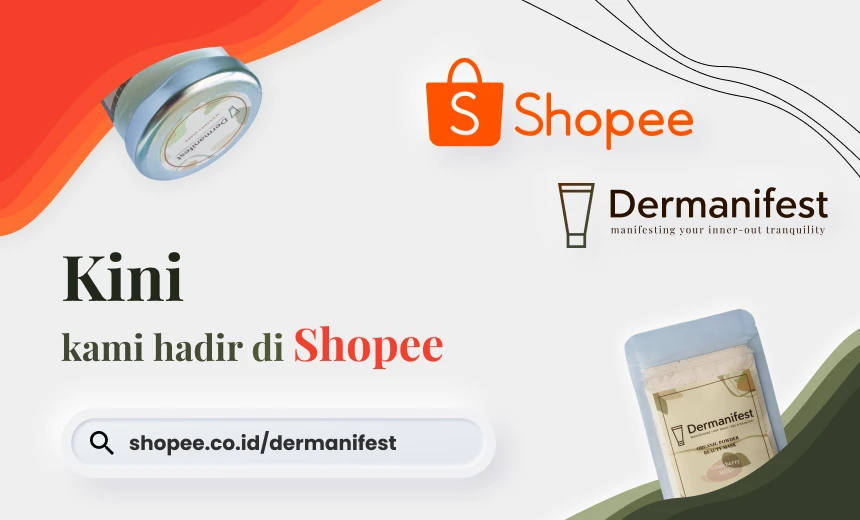 Dermanifest
Shopee
Dermanifest
manifesting your inner-out tranquility
Kini
kami hadir di Shopee
shopee.co.id/dermanifest
Dermanifest
ORGANIC POWDER
BEAUTY MASK